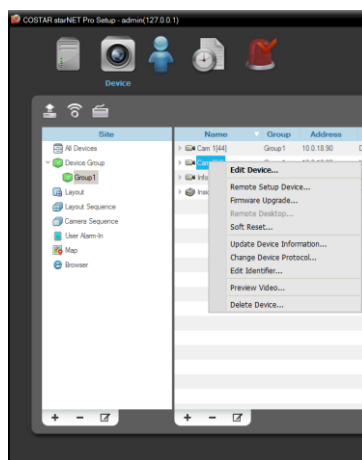 COSTAR starNET Pro Setup - admin(127.0.0.1)
Device
Site
Name Group Address
All Devices
Device Group
Group1
Layout
Layout Sequence
Camera Sequence
User Alarm-In
Map
Browser
Cam 1[44] Group1 10.0.18.90
Cam
Edit Device...
Remote Setup Device...
Firmware Upgrade...
Remote Desktop...
Soft Reset...
Update Device Information...
Change Device Protocol...
Edit Identifier...
Preview Video...
Delete Device...